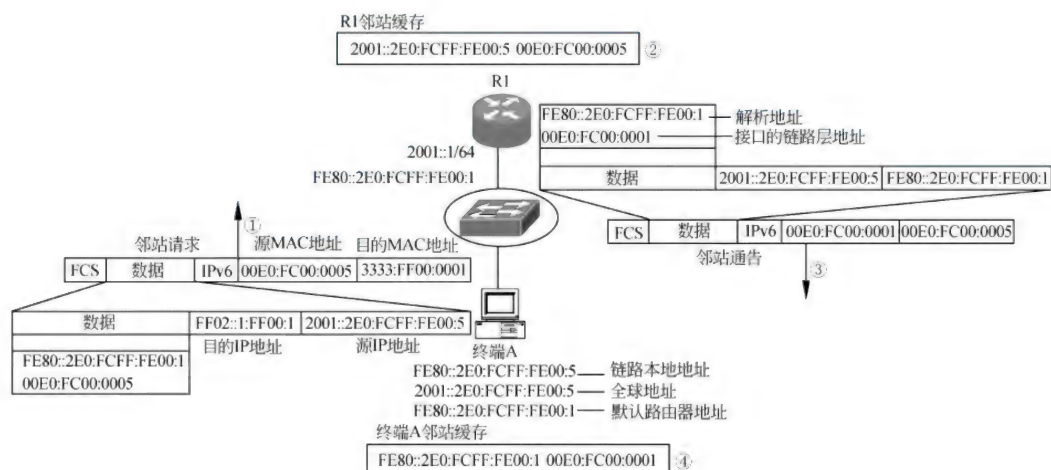 R1邻站缓存
2001::2E0:FCFF:FE00:5 00E0:FC00:0005 ②
R1
FE80::2E0:FCFF:FE00:1 解析地址
00E0:FC00:0001 接口的链路层地址
2001::1/64
FE80::2E0:FCFF:FE00:1
数据 2001::2E0:FCFF:FE00:5 FE80::2E0:FCFF:FE00:1
FCS 数据 IPv6 00E0:FC00:0001 00E0:FC00:0005
邻站通告 ③
①
邻站请求 源MAC地址 目的MAC地址
FCS 数据 IPv6 00E0:FC00:0005 3333:FF00:0001
数据 FF02::1:FF00:1 2001::2E0:FCFF:FE00:5
目的IP地址 源IP地址
FE80::2E0:FCFF:FE00:1
00E0:FC00:0005
终端A
FE80::2E0:FCFF:FE00:5 链路本地地址
2001::2E0:FCFF:FE00:5 全球地址
FE80::2E0:FCFF:FE00:1 默认路由器地址
终端A邻站缓存
FE80::2E0:FCFF:FE00:1 00E0:FC00:0001 ④